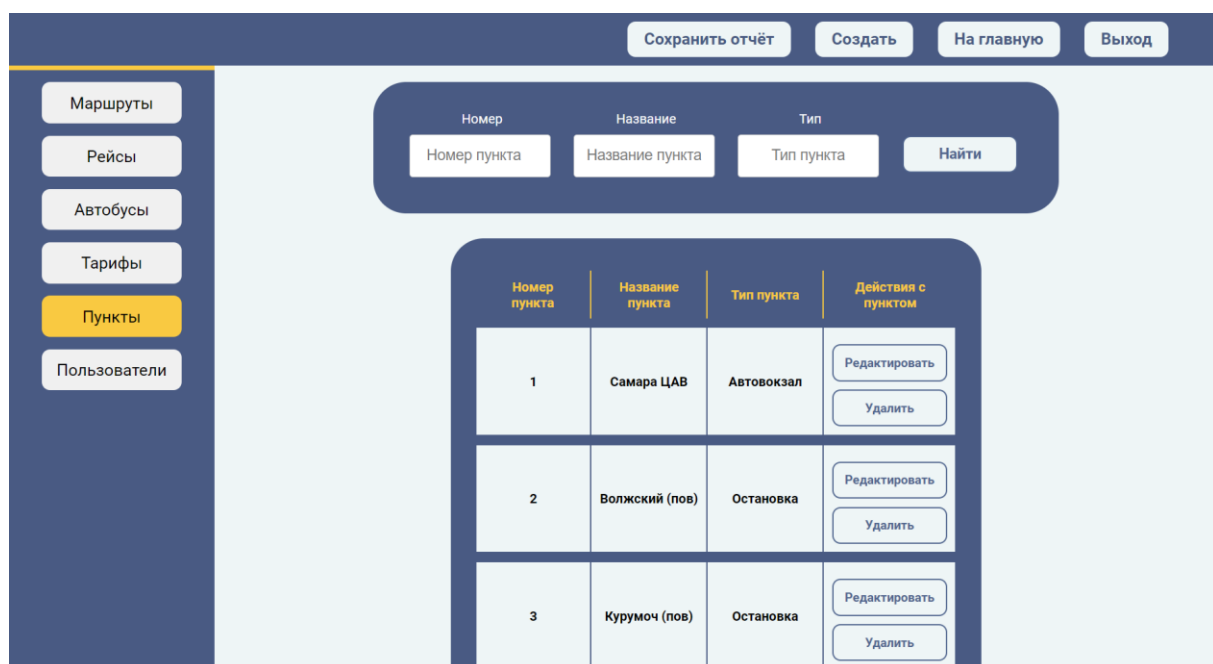 Сохранить отчёт Создать На главную Выход
Маршруты
Рейсы
Автобусы
Тарифы
Пункты
Пользователи
Номер Название Тип
Номер пункта Название пункта Тип пункта Найти
Номер пункта Название пункта Тип пункта Действия с пунктом
1 Самара ЦАВ Автовокзал Редактировать
Удалить
2 Волжский (пов) Остановка Редактировать
Удалить
3 Курумоч (пов) Остановка Редактировать
Удалить